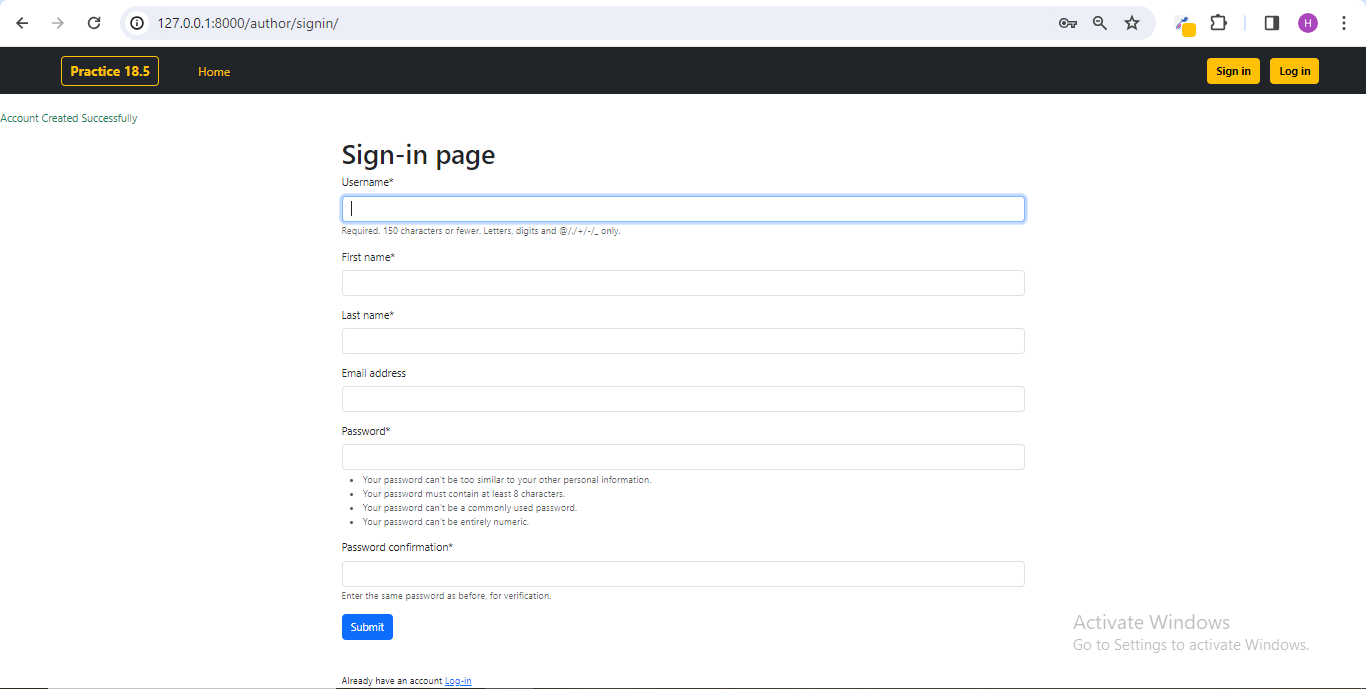 127.0.0.1:8000/author/signin/
H
Practice 18.5
Home
Sign in
Log in
Account Created Successfully
Sign-in page
Username*
Required. 150 characters or fewer. Letters, digits and @/./+/-/_ only.
First name*
Last name*
Email address
Password*
Your password can't be too similar to your other personal information.
Your password must contain at least 8 characters.
Your password can't be a commonly used password.
Your password can't be entirely numeric.
Password confirmation*
Enter the same password as before, for verification.
Submit
Activate Windows
Go to Settings to activate Windows.
Already have an account Log-in